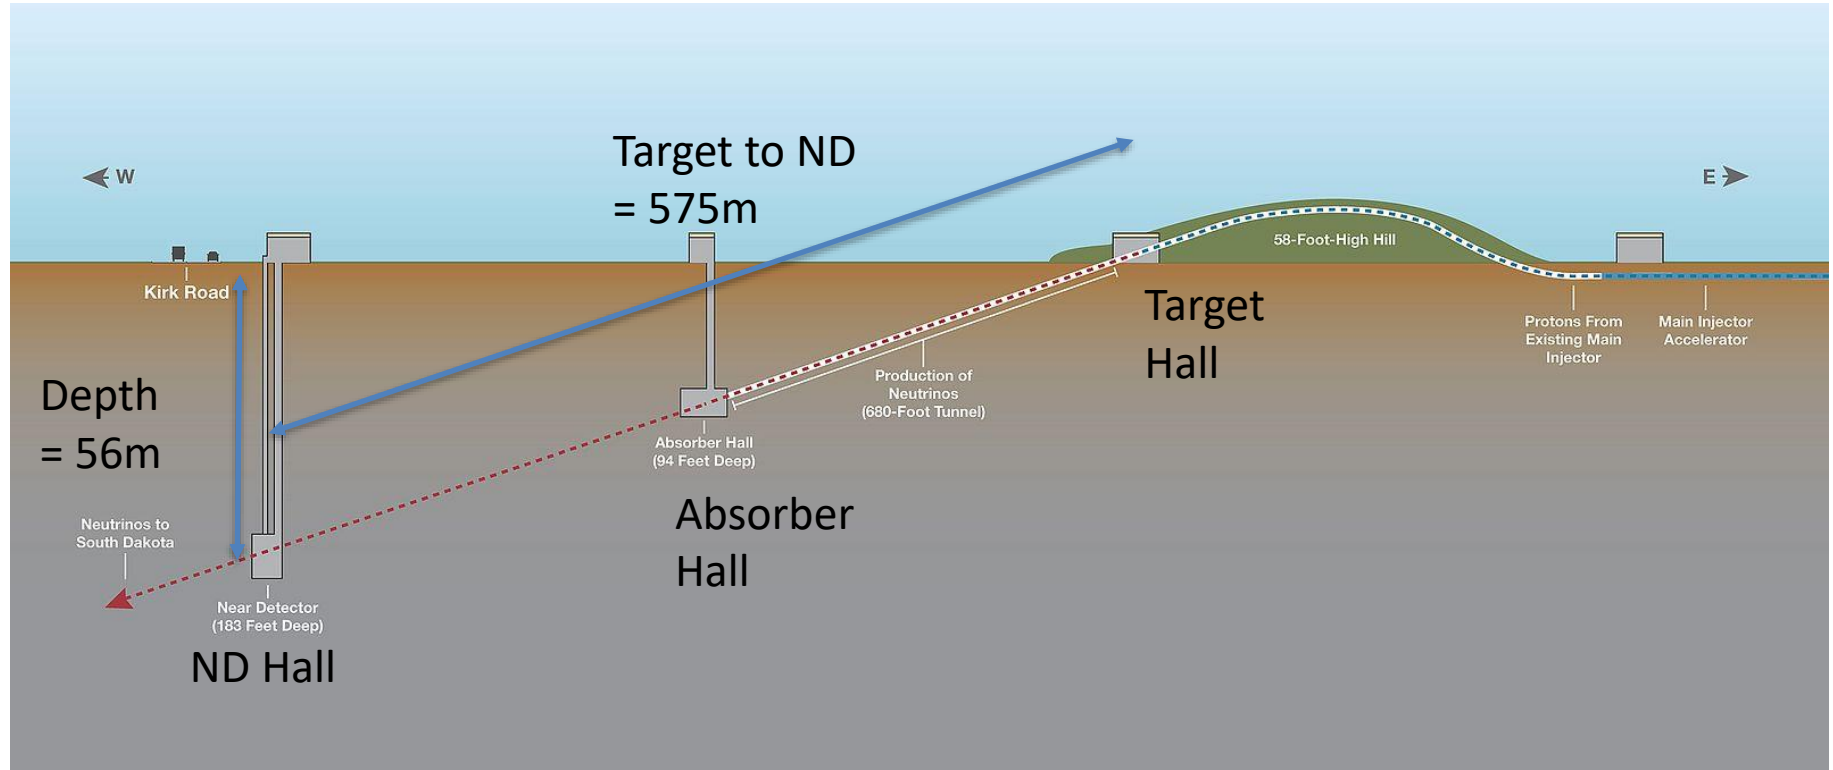 Target to ND
= 575m
W
E
58-Foot-High Hill
Kirk Road
Target
Hall
Protons From
Existing Main
Injector
Main Injector
Accelerator
Depth
= 56m
Production of
Neutrinos
(680-Foot Tunnel)
Absorber Hall
(94 Feet Deep)
Absorber
Hall
Neutrinos to
South Dakota
Near Detector
(183 Feet Deep)
ND Hall